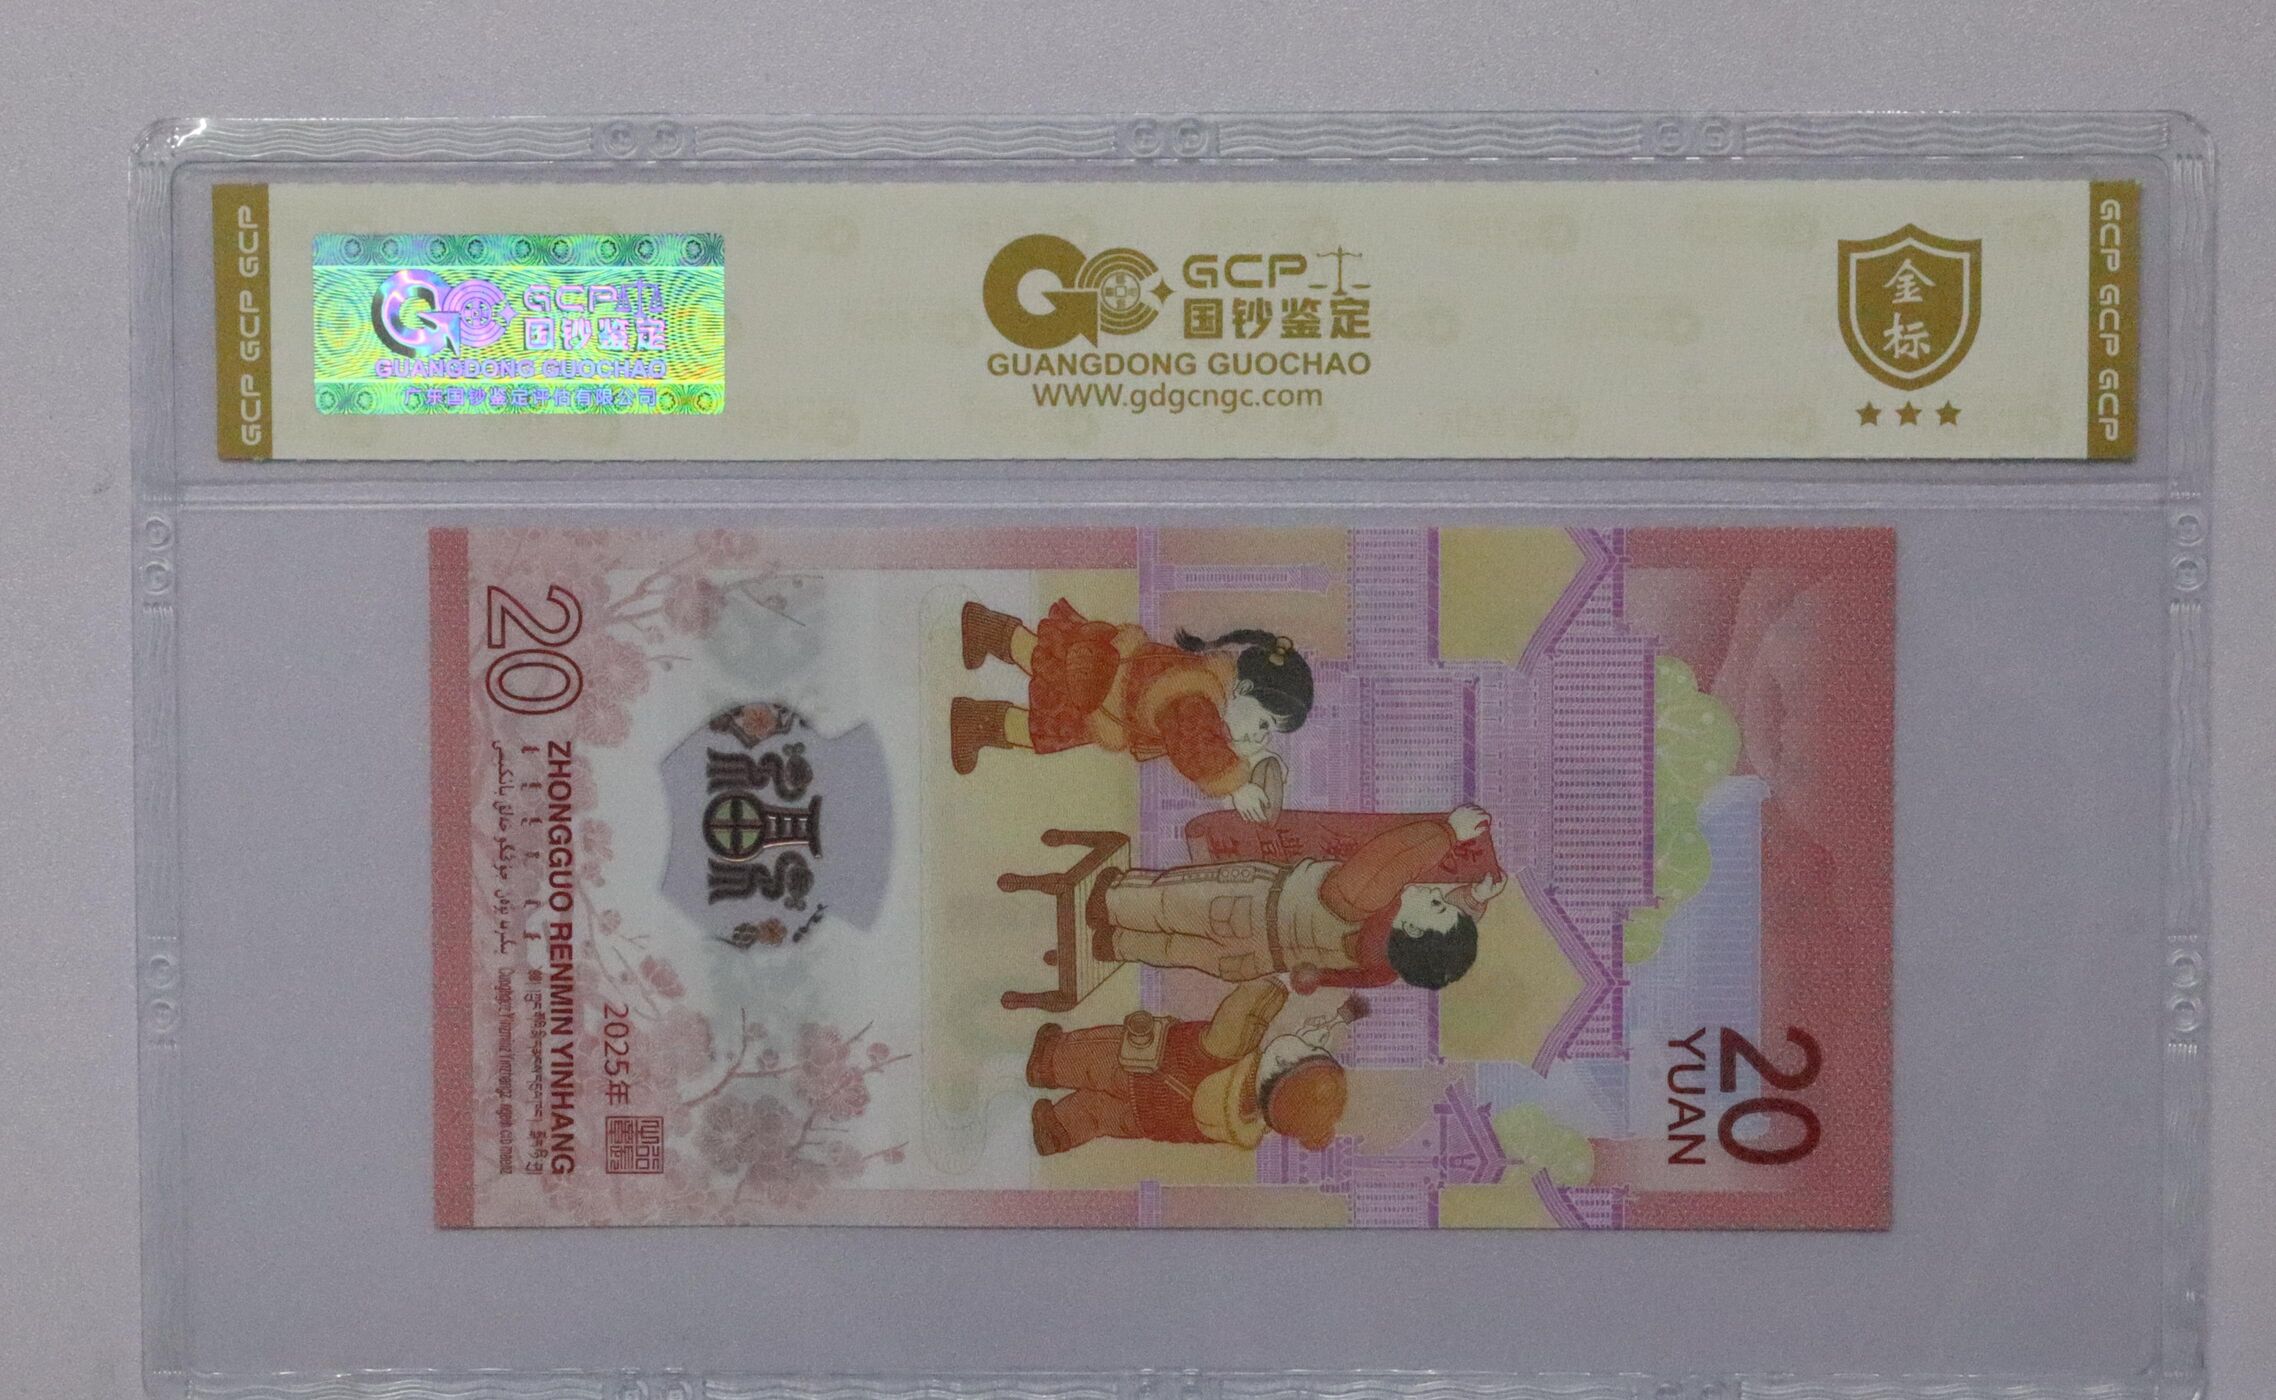 GCP GCP GCP
GCP
国钞鉴定
GUANGDONG GUOCHAO
广东国钞鉴定评估有限公司
GCP
国钞鉴定
GUANGDONG GUOCHAO
WWW.gdgcngc.com
金
标
GCP GCP GCP
20
ZHONGGUO RENMIN YINHANG
2025年
20
YUAN